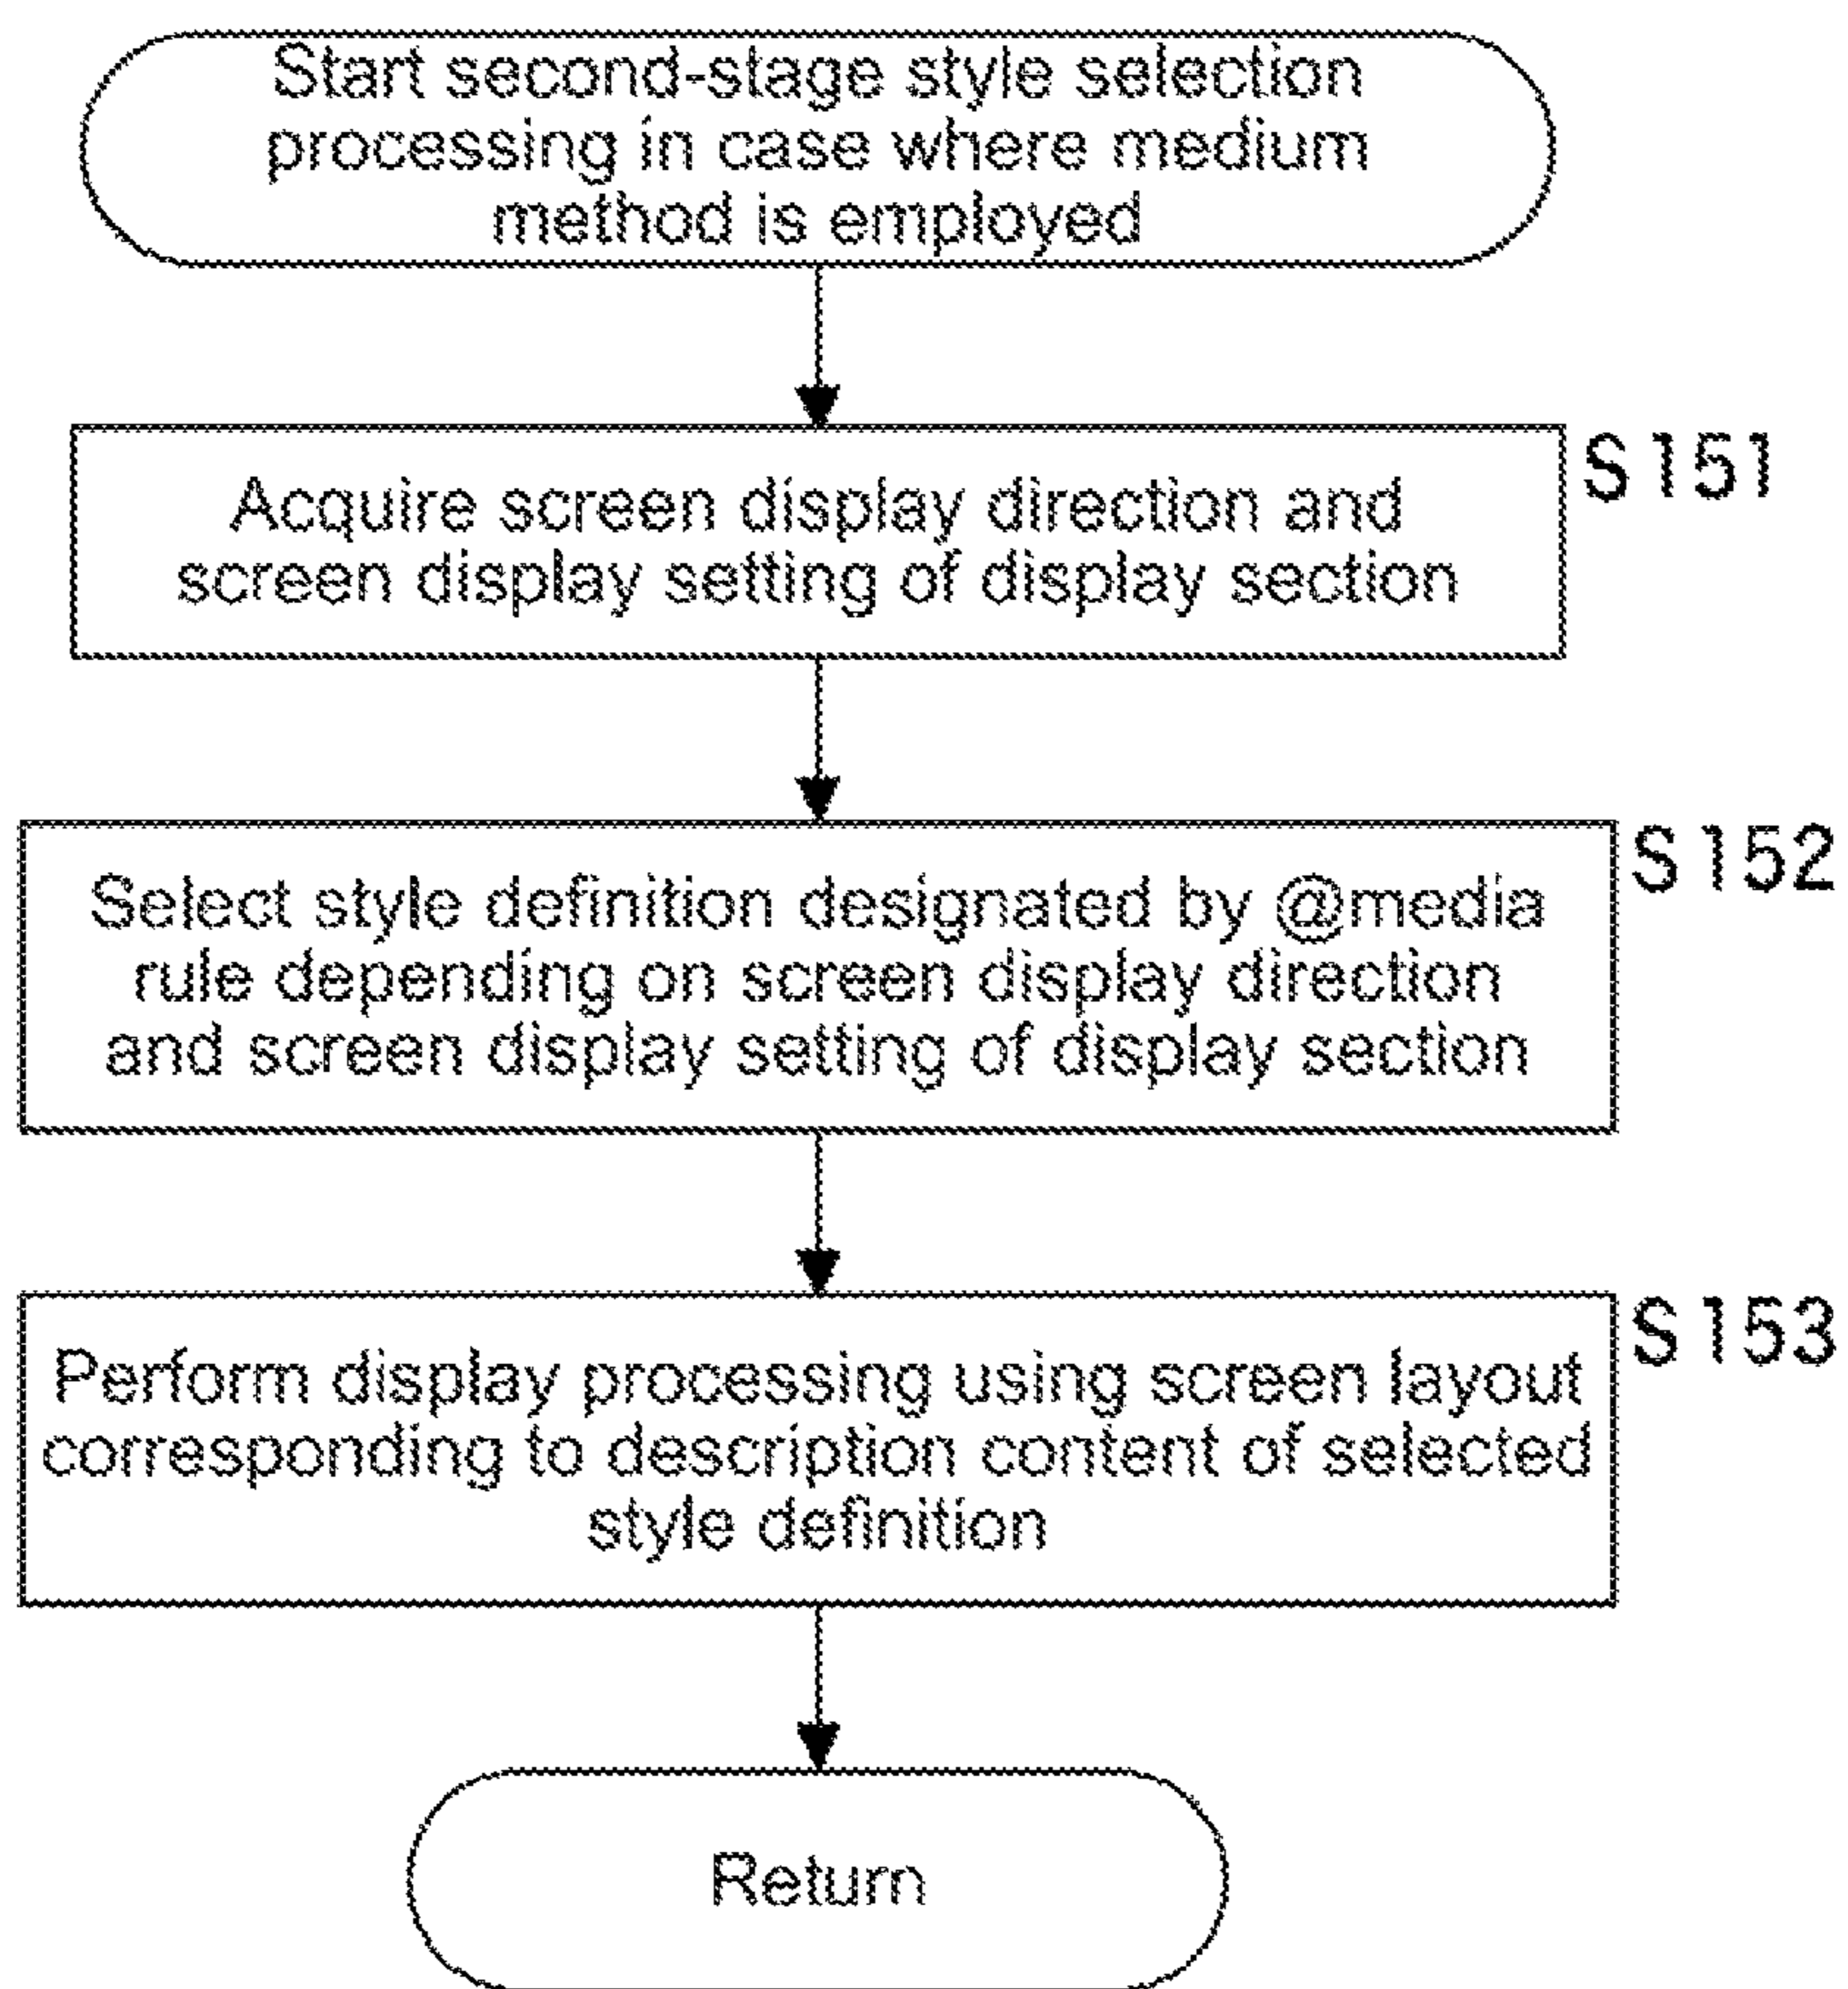 Start second-stage style selection
processing in case where medium
method is employed
S151
Acquire screen display direction and
screen display setting of display section
S152
Select style definition designated by @media
rule depending on screen display direction
and screen display setting of display section
S153
Perform display processing using screen layout
corresponding to description content of selected
style definition
Return